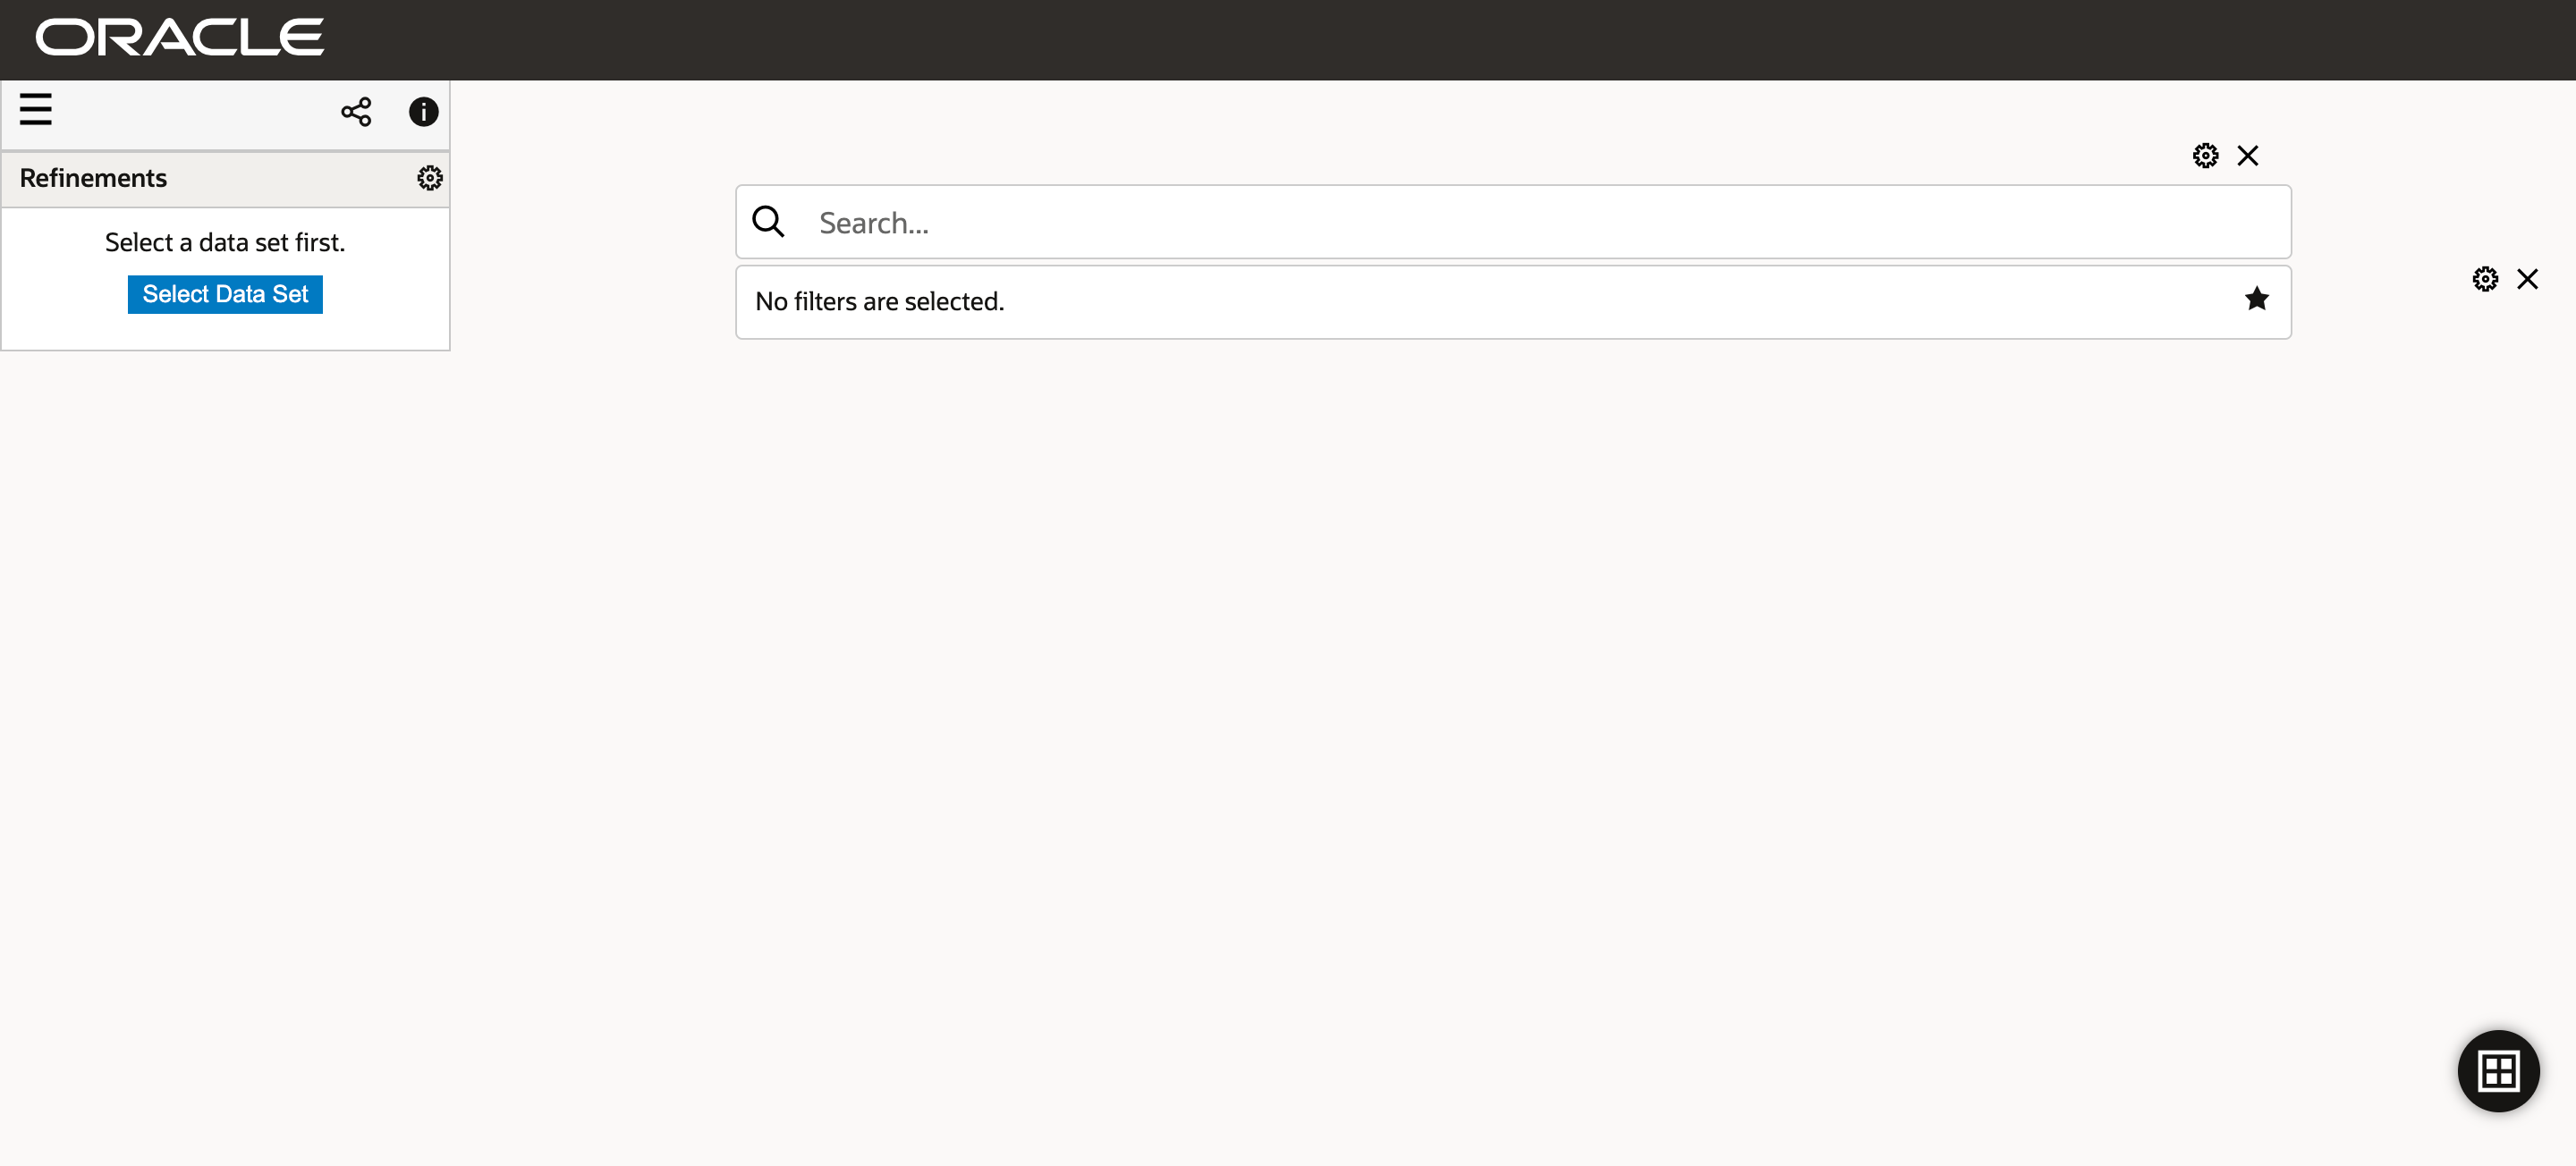 ORACLE
Refinements
Select a data set first.
Select Data Set
Search...
No filters are selected.